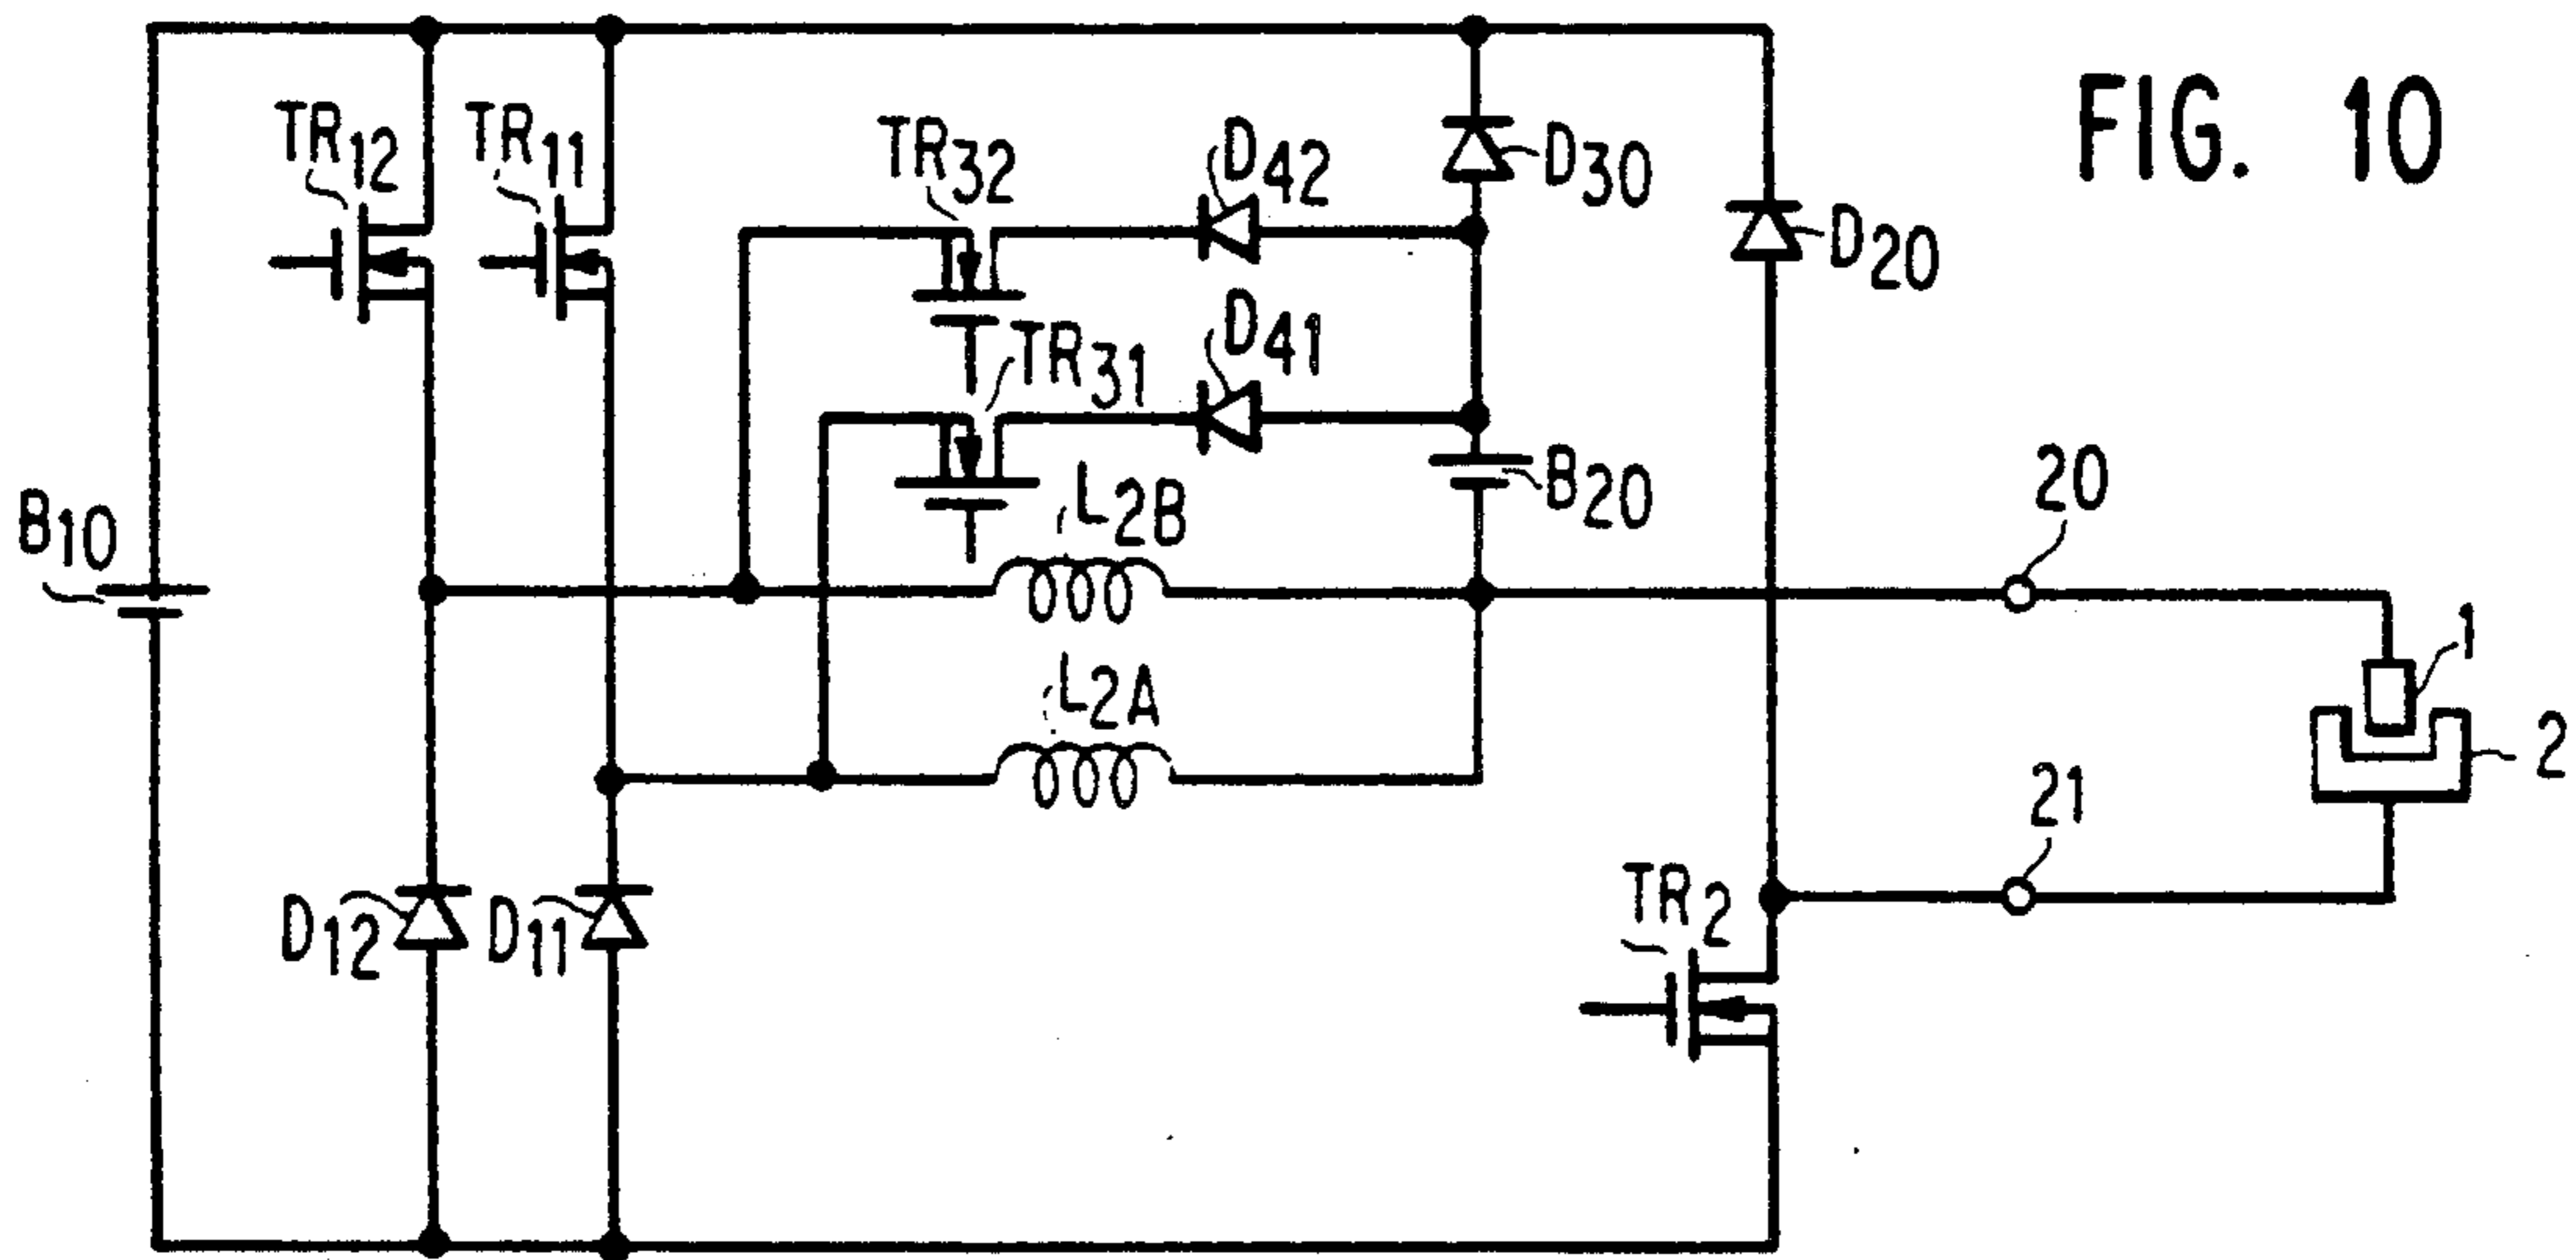 FIG. 10
TR12
TR11
TR32
D42
D30
D20
TR31
D41
B10
L2B
B20
20
1
L2A
2
21
D12
D11
TR2